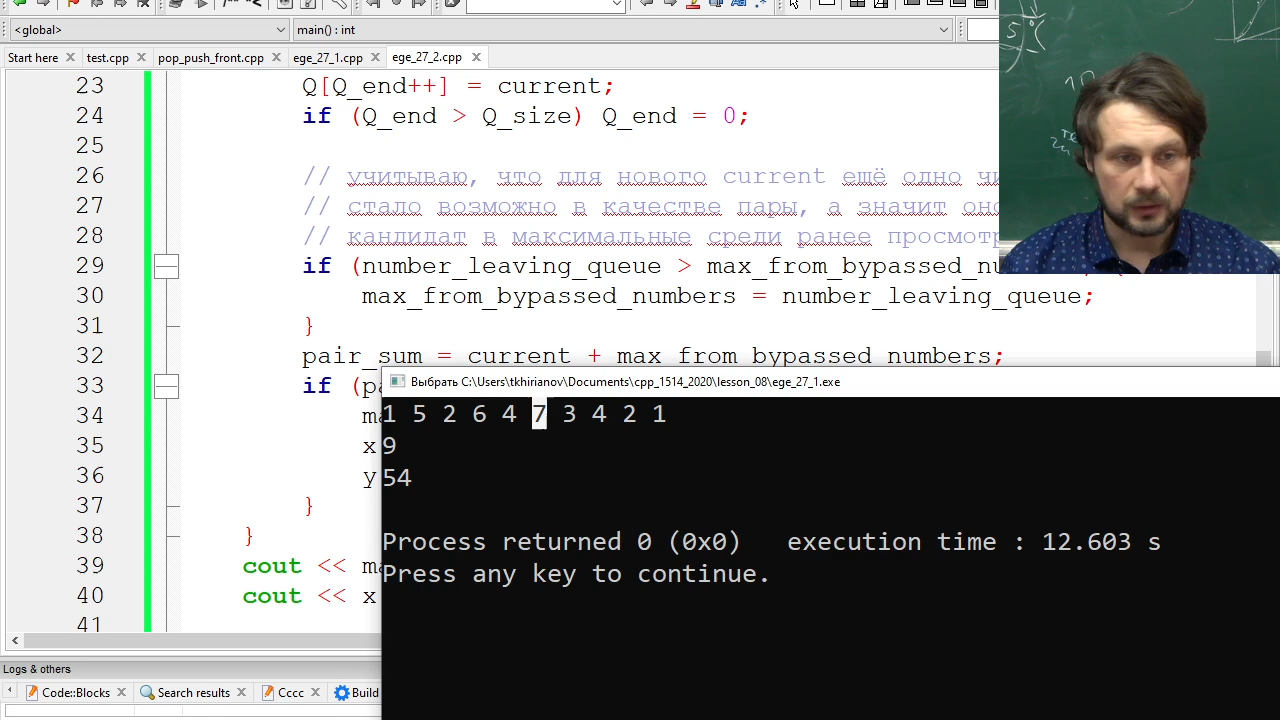 <global>
main() : int
Start here
test.cpp
pop_push_front.cpp
ege_27_1.cpp
ege_27_2.cpp
23 Q[Q_end++] = current;
24 if (Q_end > Q_size) Q_end = 0;
25
26 // учитываю, что для нового current ещё одно
27 // стало возможно в качестве пары, а значит
28 // кандидат в максимальные среди ранее
29 if (number_leaving_queue >
30 max_from_bypassed_numbers = number_leaving_queue;
31 }
32 pair_sum = current + max_from_bypassed_numbers;
33 if
34
35 x
36 y
37 }
38 }
39 cout <<
40 cout << x
41
Выбрать C:\Users\tkhirianov\Documents\cpp_1514_2020\lesson_08\ege_27_1.exe
1 5 2 6 4 7 3 4 2 1
9
54
Process returned 0 (0x0) execution time : 12.603 s
Press any key to continue.
Logs & others
Code::Blocks
Search results
Cccc
Build